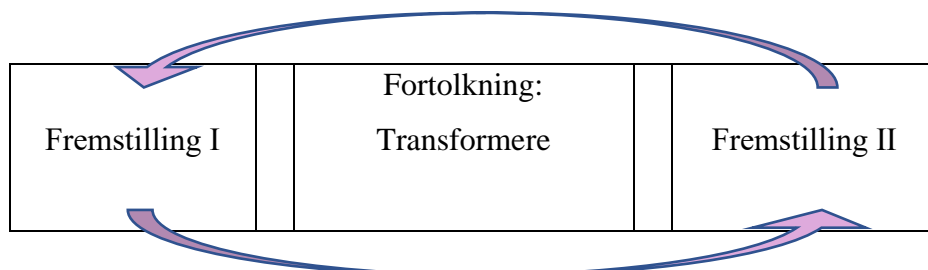 Fremstilling I
Fortolkning:
Transformere
Fremstilling II